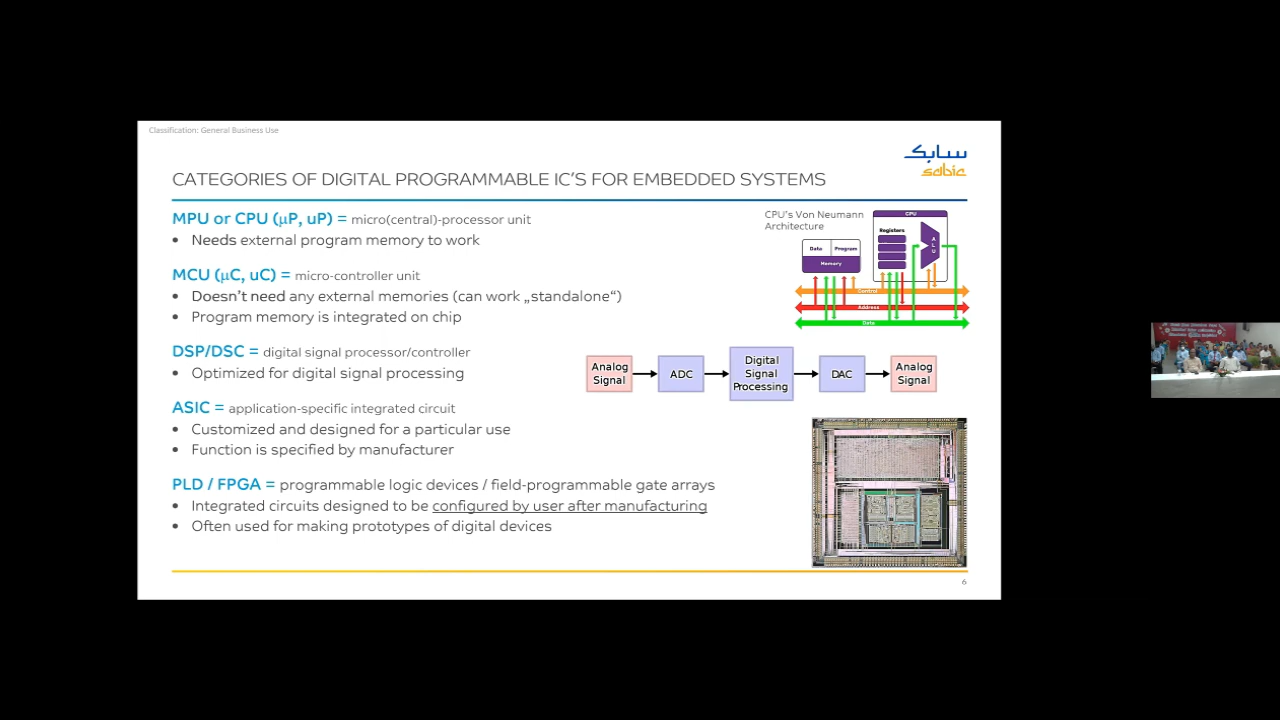 Classification: General Business Use
سابك
sabic
CATEGORIES OF DIGITAL PROGRAMMABLE IC'S FOR EMBEDDED SYSTEMS
MPU or CPU (µP, uP) = micro(central)-processor unit
• Needs external program memory to work
MCU (µC, uC) = micro-controller unit
• Doesn't need any external memories (can work „standalone“)
• Program memory is integrated on chip
DSP/DSC = digital signal processor/controller
• Optimized for digital signal processing
ASIC = application-specific integrated circuit
• Customized and designed for a particular use
• Function is specified by manufacturer
PLD / FPGA = programmable logic devices / field-programmable gate arrays
• Integrated circuits designed to be configured by user after manufacturing
• Often used for making prototypes of digital devices
CPU's Von Neumann
Architecture
CPU
Registers
ALU
Data Program
Memory
Control
Address
Data
Analog
Signal
ADC
Digital
Signal
Processing
DAC
Analog
Signal
6